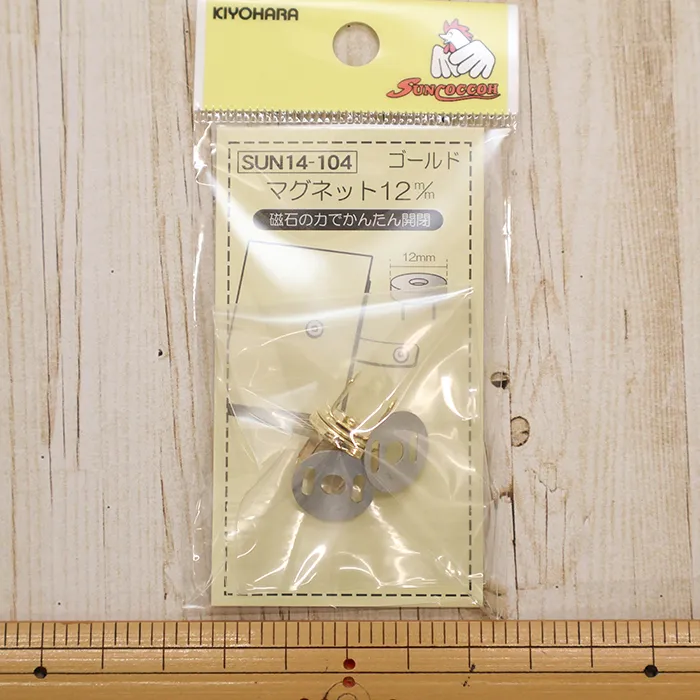 KIYOHARA
SUNCOCCOH
SUN14-104 ゴールド
マグネット12m/m
磁石の力でかんたん開閉
12mm